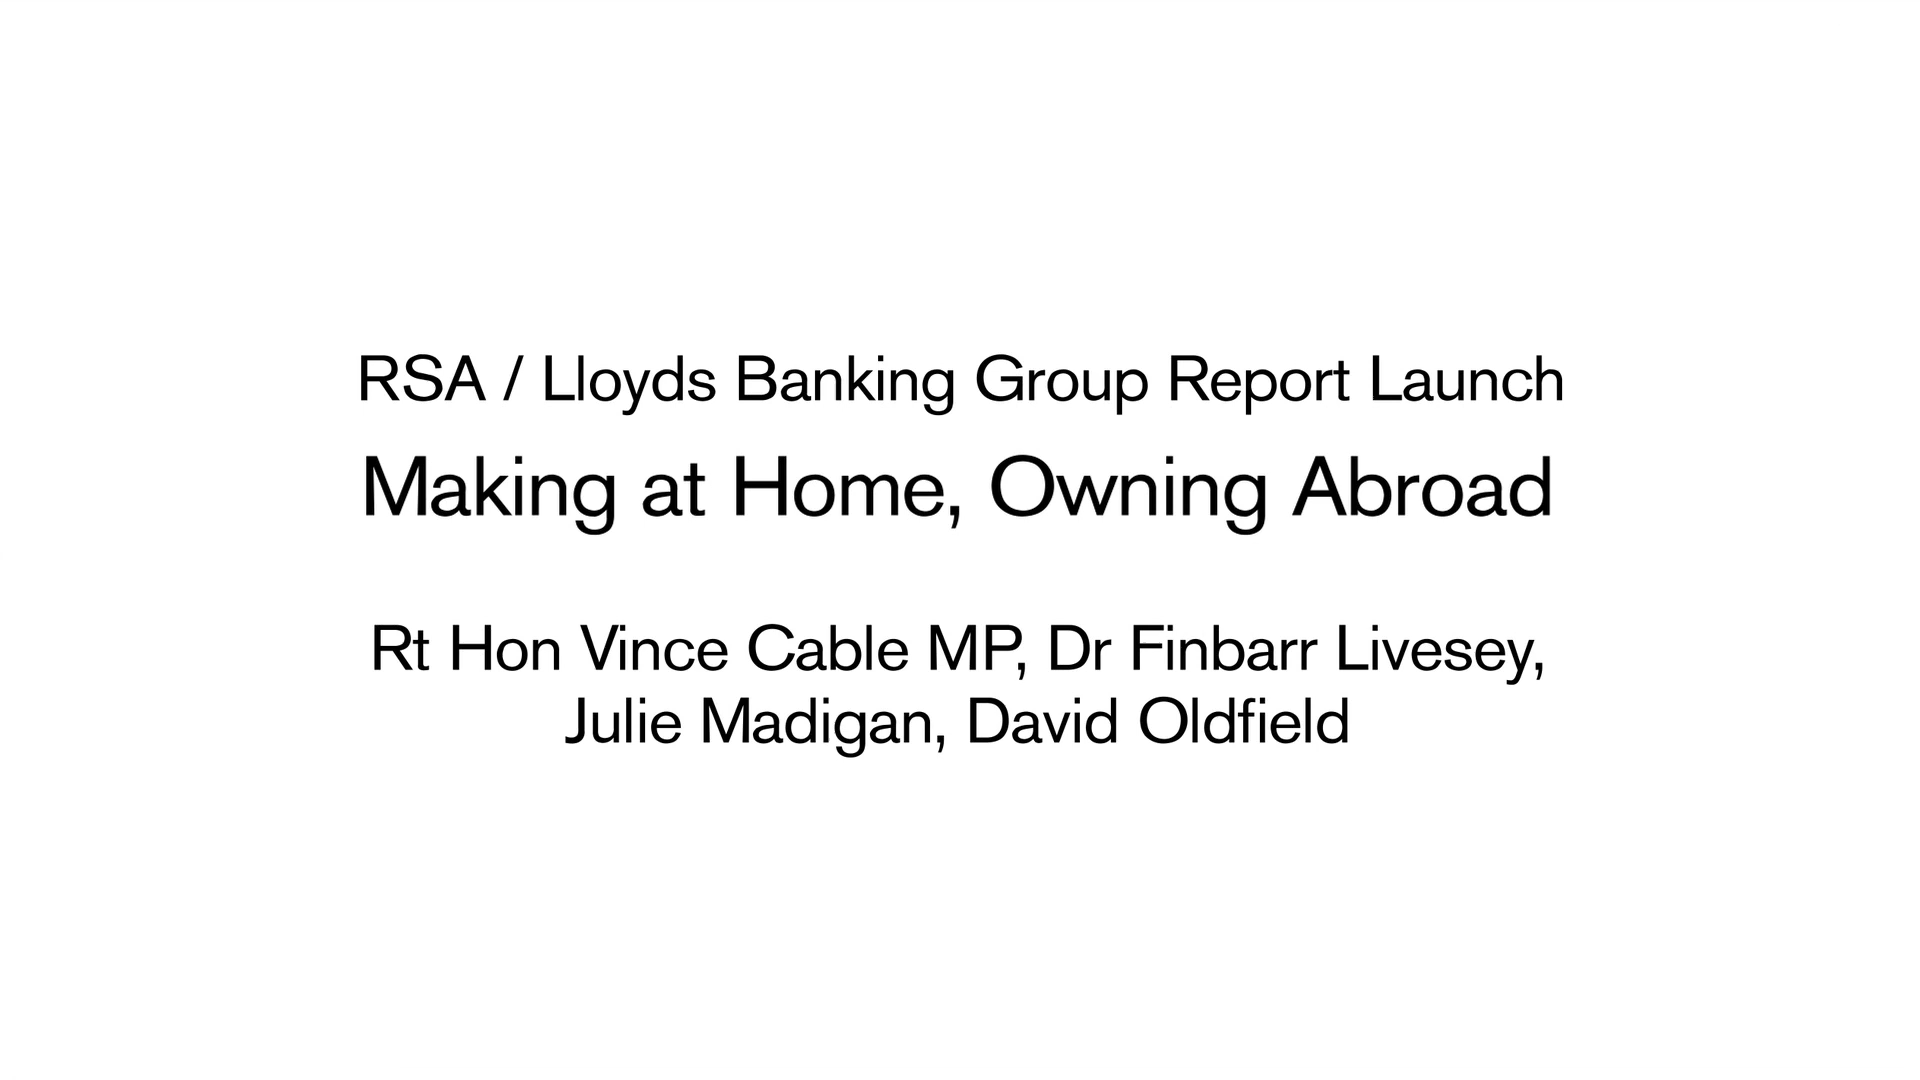 RSA / Lloyds Banking Group Report Launch
Making at Home, Owning Abroad
Rt Hon Vince Cable MP, Dr Finbarr Livesey,
Julie Madigan, David Oldfield